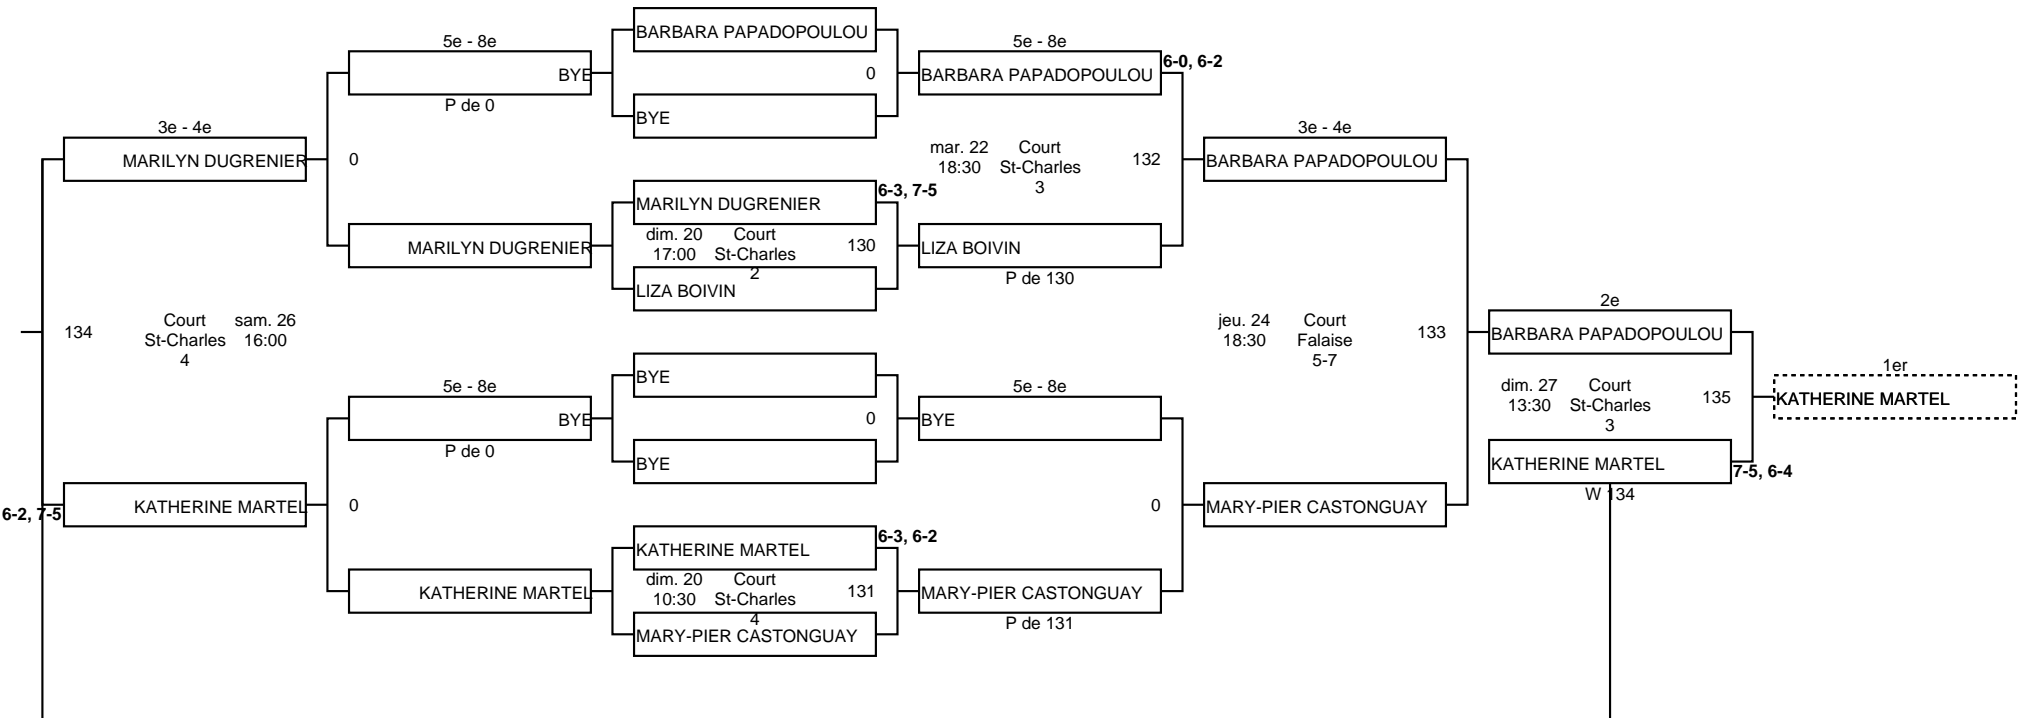 3e - 4e
MARILYN DUGRENIER
134
Court
St-Charles
4
sam. 26
16:00
KATHERINE MARTEL
6-2, 7-5
5e - 8e
BYE
P de 0
0
MARILYN DUGRENIER
5e - 8e
BYE
P de 0
0
KATHERINE MARTEL
BARBARA PAPADOPOULOU
0
BYE
MARILYN DUGRENIER
6-3, 7-5
dim. 20
17:00
Court
St-Charles
2
130
LIZA BOIVIN
BYE
0
BYE
KATHERINE MARTEL
6-3, 6-2
dim. 20
10:30
Court
St-Charles
4
131
MARY-PIER CASTONGUAY
5e - 8e
BARBARA PAPADOPOULOU
6-0, 6-2
mar. 22
18:30
Court
St-Charles
3
132
LIZA BOIVIN
P de 130
5e - 8e
BYE
0
MARY-PIER CASTONGUAY
P de 131
3e - 4e
BARBARA PAPADOPOULOU
jeu. 24
18:30
Court
Falaise
5-7
133
MARY-PIER CASTONGUAY
2e
BARBARA PAPADOPOULOU
dim. 27
13:30
Court
St-Charles
3
135
KATHERINE MARTEL
7-5, 6-4
W 134
1er
KATHERINE MARTEL